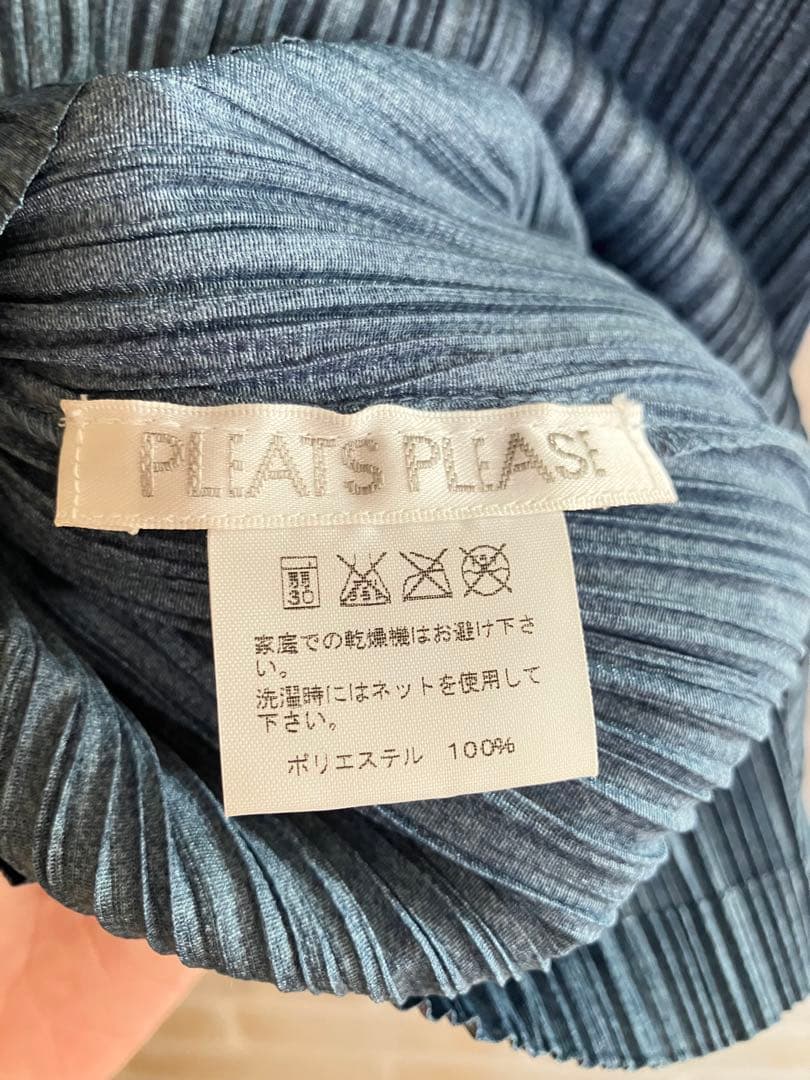 PLEATS PLEASE
弱
30
家庭での乾燥機はお避け下さ
い。
洗濯時にはネットを使用して
下さい。
ポリエステル 100%